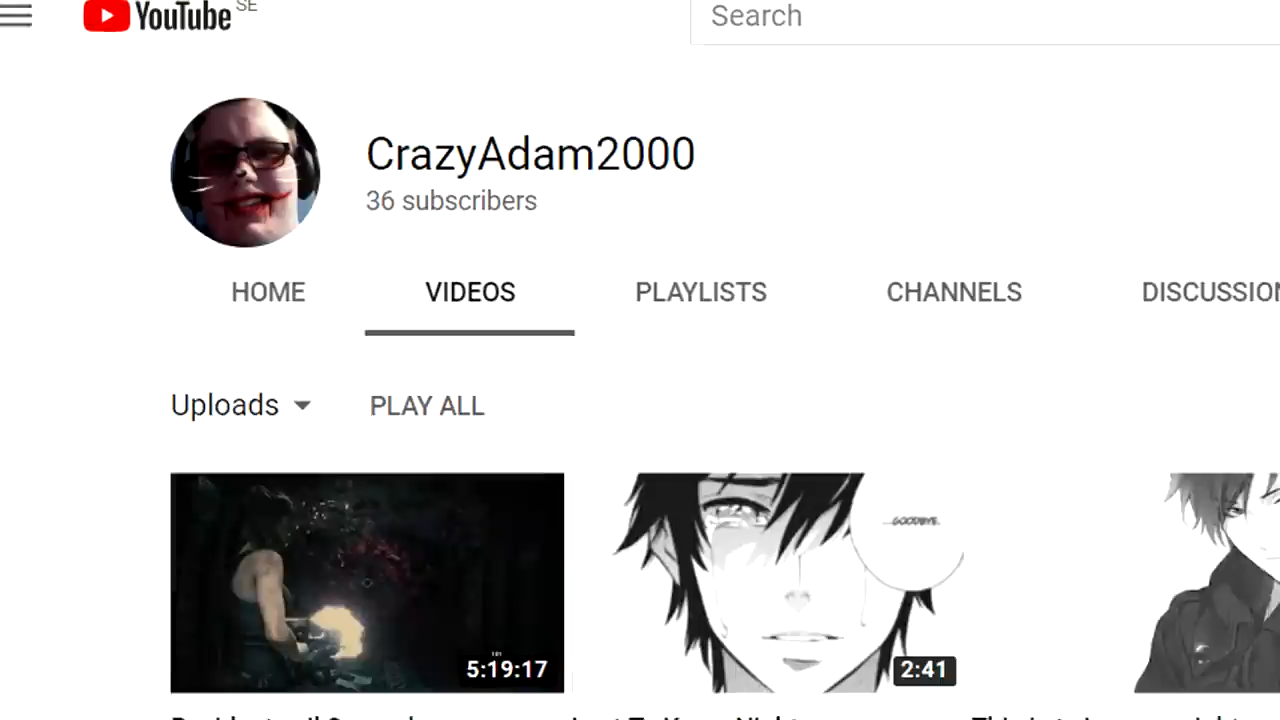 YouTube SE
Search
CrazyAdam2000
36 subscribers
HOME VIDEOS PLAYLISTS CHANNELS DISCUSSION
Uploads PLAY ALL
GOODBYE.
5:19:17 2:41